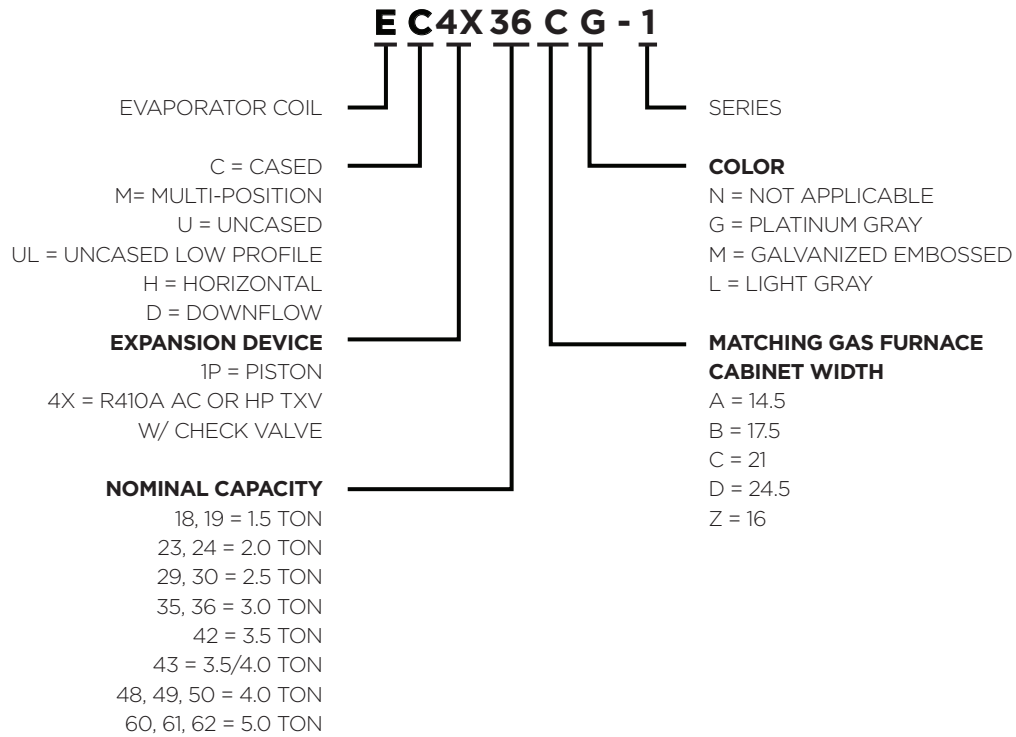 E C4X 36 C G - 1
EVAPORATOR COIL
C = CASED
M= MULTI-POSITION
U = UNCASED
UL = UNCASED LOW PROFILE
H = HORIZONTAL
D = DOWNFLOW
EXPANSION DEVICE
1P = PISTON
4X = R410A AC OR HP TXV
W/ CHECK VALVE
NOMINAL CAPACITY
18, 19 = 1.5 TON
23, 24 = 2.0 TON
29, 30 = 2.5 TON
35, 36 = 3.0 TON
42 = 3.5 TON
43 = 3.5/4.0 TON
48, 49, 50 = 4.0 TON
60, 61, 62 = 5.0 TON
SERIES
COLOR
N = NOT APPLICABLE
G = PLATINUM GRAY
M = GALVANIZED EMBOSSED
L = LIGHT GRAY
MATCHING GAS FURNACE
CABINET WIDTH
A = 14.5
B = 17.5
C = 21
D = 24.5
Z = 16